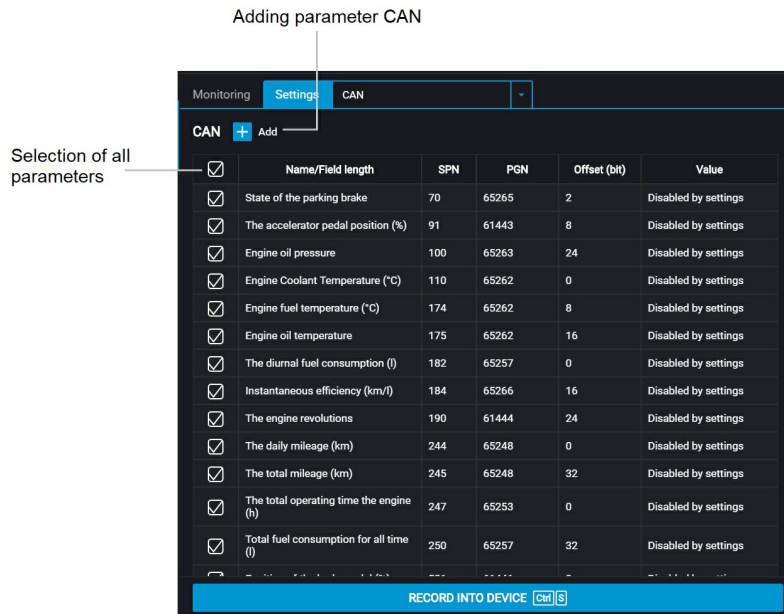 Adding parameter CAN
Monitoring Settings CAN
CAN + Add
Selection of all
parameters
Name/Field length SPN PGN Offset (bit) Value
State of the parking brake 70 65265 2 Disabled by settings
The accelerator pedal position (%) 91 61443 8 Disabled by settings
Engine oil pressure 100 65263 24 Disabled by settings
Engine Coolant Temperature (°C) 110 65262 0 Disabled by settings
Engine fuel temperature (°C) 174 65262 8 Disabled by settings
Engine oil temperature 175 65262 16 Disabled by settings
The diurnal fuel consumption (l) 182 65257 0 Disabled by settings
Instantaneous efficiency (km/l) 184 65266 16 Disabled by settings
The engine revolutions 190 61444 24 Disabled by settings
The daily mileage (km) 244 65248 0 Disabled by settings
The total mileage (km) 245 65248 32 Disabled by settings
The total operating time the engine
(h) 247 65253 0 Disabled by settings
Total fuel consumption for all time
(l) 250 65257 32 Disabled by settings
RECORD INTO DEVICE Ctrl S